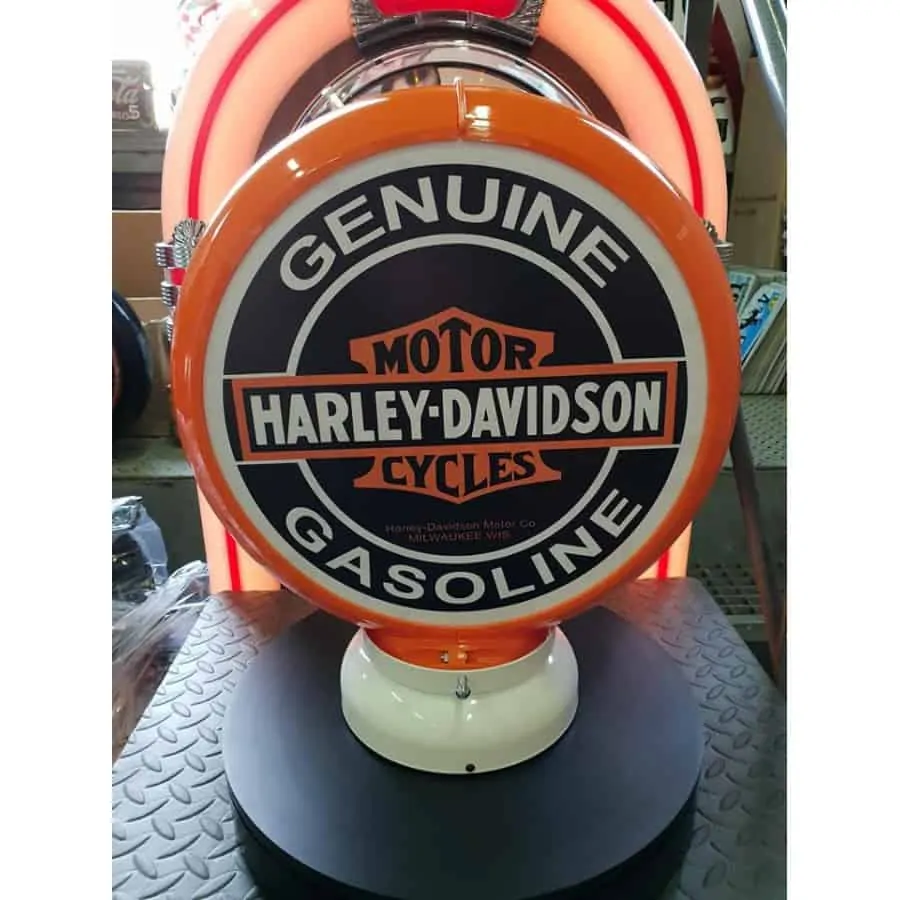 GENUINE
MOTOR
HARLEY-DAVIDSON
CYCLES
Harley-Davidson Motor Co
MILWAUKEE WIS
GASOLINE